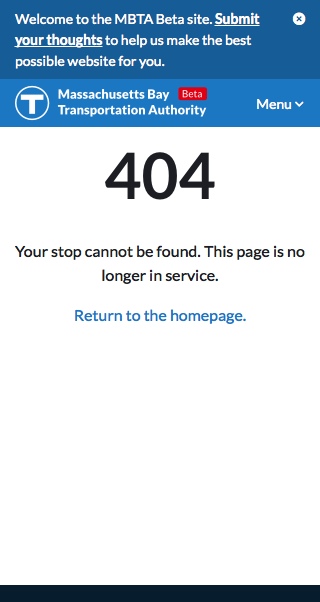 Welcome to the MBTA Beta site. Submit
your thoughts to help us make the best
possible website for you.
T
Massachusetts Bay Beta
Transportation Authority
Menu
404
Your stop cannot be found. This page is no
longer in service.
Return to the homepage.